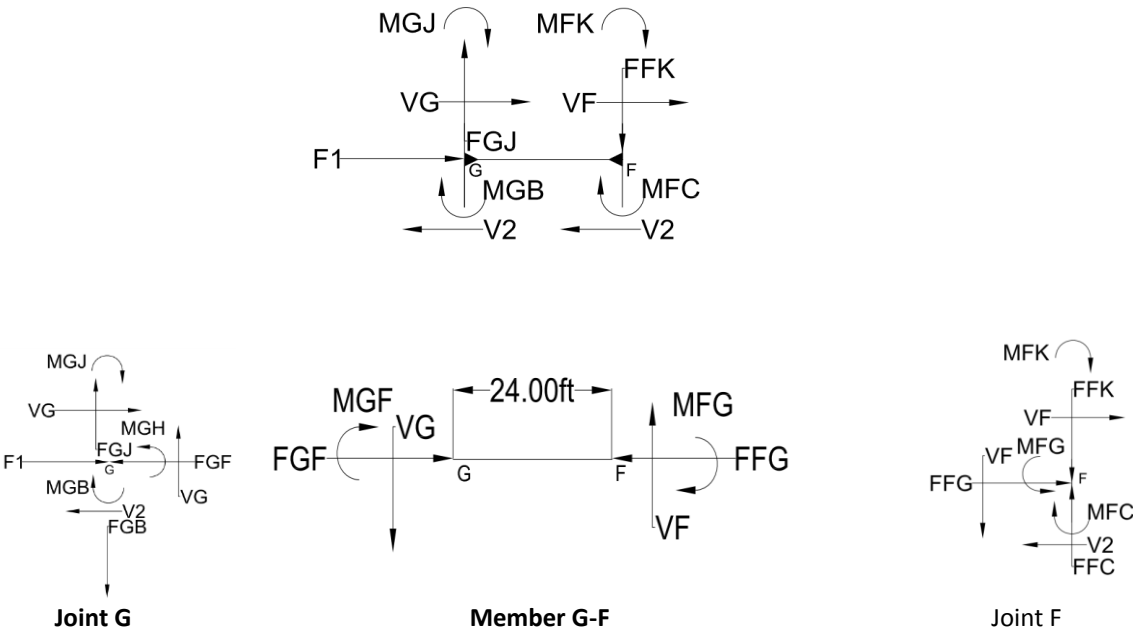 MGJ MFK
FFK
VG VF
FGJ
F1
G F
MGB MFC
V2 V2
MFK
MGJ
24.00ft
FFK
MGF MFG
VG
VG
VF
MGH
VF MFG
FGJ
F1 FGF
G
FGF G F FFG
FFG F
MGB
VG
MFC
V2
FGB
VF
V2
FFC
Joint G Member G-F Joint F